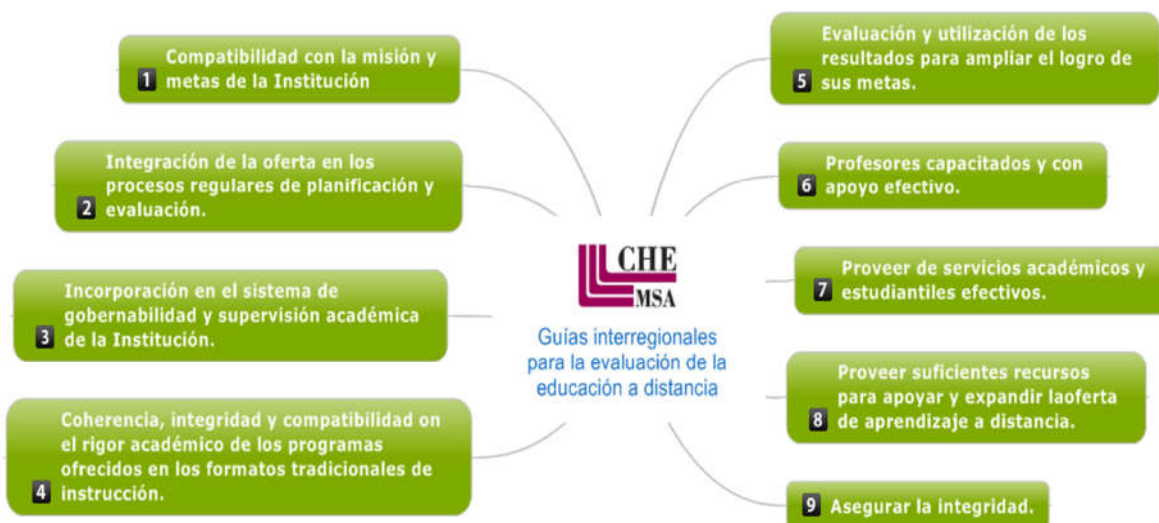 Compatibilidad con la misión y
1 metas de la Institución
Integración de la oferta en los
procesos regulares de planificación y
2 evaluación.
Incorporación en el sistema de
gobernabilidad y supervisión académica
3 de la Institución.
Coherencia, integridad y compatibilidad on
el rigor académico de los programas
ofrecidos en los formatos tradicionales de
4 instrucción.
CHE
MSA
Guías interregionales
para la evaluación de la
educación a distancia
Evaluación y utilización de los
resultados para ampliar el logro de
5 sus metas.
Profesores capacitados y con
6 apoyo efectivo.
Proveer de servicios académicos y
7 estudiantiles efectivos.
Proveer suficientes recursos
para apoyar y expandir laoferta
8 de aprendizaje a distancia.
9 Asegurar la integridad.